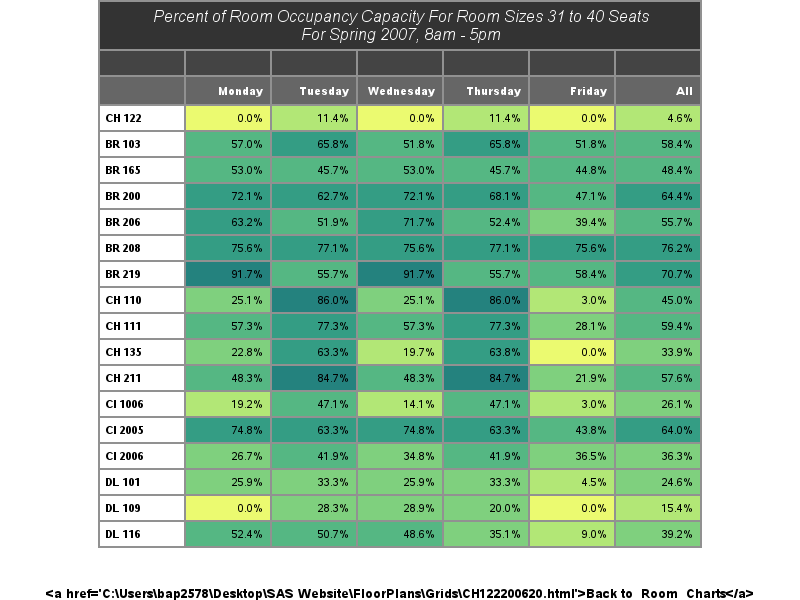 Percent of Room Occupancy Capacity For Room Sizes 31 to 40 Seats
For Spring 2007, 8am - 5pm
Monday Tuesday Wednesday Thursday Friday All
CH 122 0.0% 11.4% 0.0% 11.4% 0.0% 4.6%
BR 103 57.0% 65.8% 51.8% 65.8% 51.8% 58.4%
BR 165 53.0% 45.7% 53.0% 45.7% 44.8% 48.4%
BR 200 72.1% 62.7% 72.1% 68.1% 47.1% 64.4%
BR 206 63.2% 51.9% 71.7% 52.4% 39.4% 55.7%
BR 208 75.6% 77.1% 75.6% 77.1% 75.6% 76.2%
BR 219 91.7% 55.7% 91.7% 55.7% 58.4% 70.7%
CH 110 25.1% 86.0% 25.1% 86.0% 3.0% 45.0%
CH 111 57.3% 77.3% 57.3% 77.3% 28.1% 59.4%
CH 135 22.8% 63.3% 19.7% 63.8% 0.0% 33.9%
CH 211 48.3% 84.7% 48.3% 84.7% 21.9% 57.6%
CI 1006 19.2% 47.1% 14.1% 47.1% 3.0% 26.1%
CI 2005 74.8% 63.3% 74.8% 63.3% 43.8% 64.0%
CI 2006 26.7% 41.9% 34.8% 41.9% 36.5% 36.3%
DL 101 25.9% 33.3% 25.9% 33.3% 4.5% 24.6%
DL 109 0.0% 28.3% 28.9% 20.0% 0.0% 15.4%
DL 116 52.4% 50.7% 48.6% 35.1% 9.0% 39.2%
<a href='C:\Users\bap2578\Desktop\SAS Website\FloorPlans\Grids\CH122200620.html'>Back to Room Charts</a>